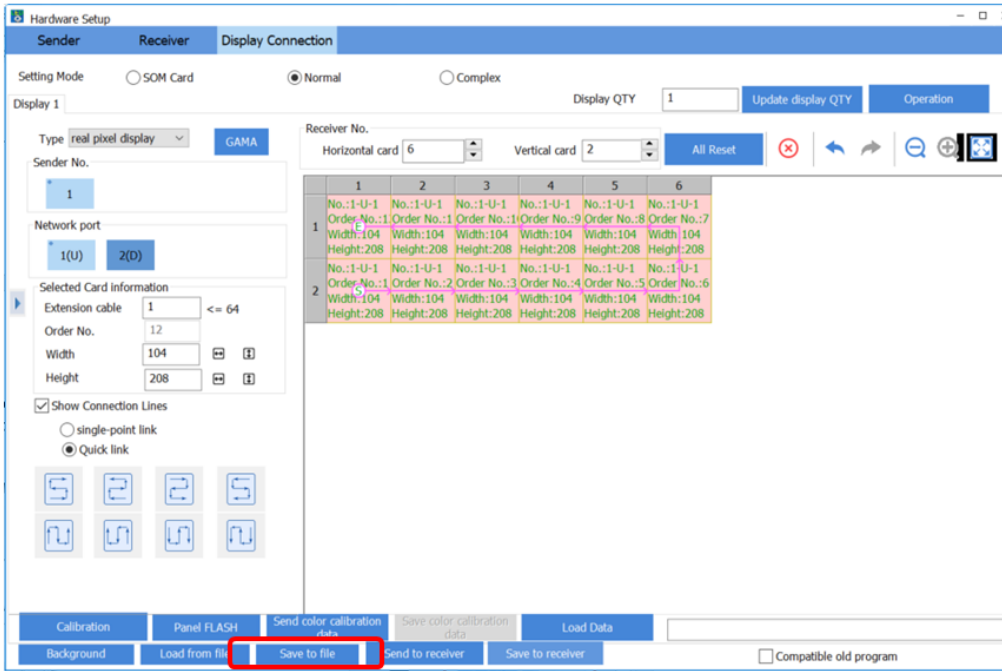 Hardware Setup
Sender Receiver Display Connection
Setting Mode SOM Card Normal Complex
Display 1
Display QTY 1 Update display QTY Operation
Type real pixel display GAMA
Receiver No.
Horizontal card 6 Vertical card 2 All Reset
Sender No.
1
Network port
1(U) 2(D)
Selected Card information
Extension cable 1 <= 64
Order No. 12
Width 104
Height 208
Show Connection Lines
single-point link
Quick link
1 2 3 4 5 6
1
No.:1-U-1 No.:1-U-1 No.:1-U-1 No.:1-U-1 No.:1-U-1 No.:1-U-1
Order No.:1 Order No.:1 Order No.:1 Order No.:9 Order No.:8 Order No.:7
E
Width:104 Width:104 Width:104 Width:104 Width:104 Width:104
Height:208 Height:208 Height:208 Height:208 Height:208 Height:208
2
No.:1-U-1 No.:1-U-1 No.:1-U-1 No.:1-U-1 No.:1-U-1 No.:1-U-1
Order No.:1 Order No.:2 Order No.:3 Order No.:4 Order No.:5 Order No.:6
S
Width:104 Width:104 Width:104 Width:104 Width:104 Width:104
Height:208 Height:208 Height:208 Height:208 Height:208 Height:208
Calibration Panel FLASH Send color calibration data Save color calibration data Load Data
Background Load from file Save to file Send to receiver Save to receiver Compatible old program